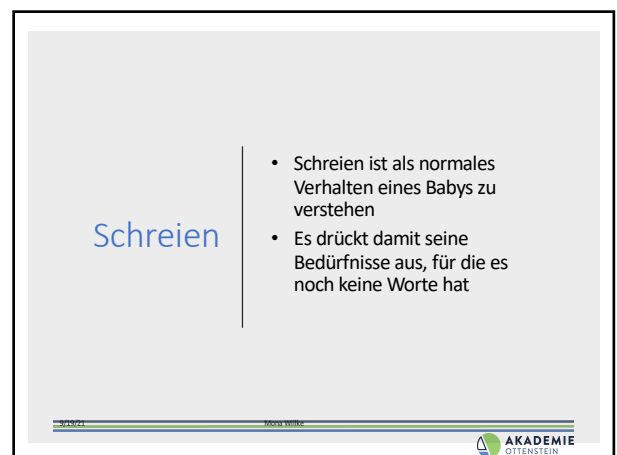 Schreien
• Schreien ist als normales
Verhalten eines Babys zu
verstehen
• Es drückt damit seine
Bedürfnisse aus, für die es
noch keine Worte hat
9/19/21
Mona Willke
AKADEMIE
OTTENSTEIN